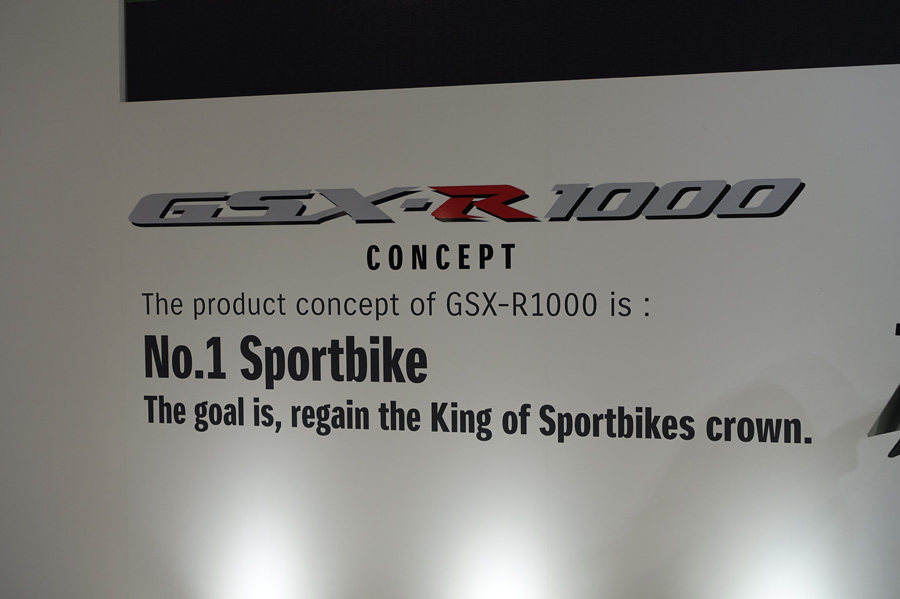 GSX-R1000
CONCEPT
The product concept of GSX-R1000 is :
No.1 Sportbike
The goal is, regain the King of Sportbikes crown.